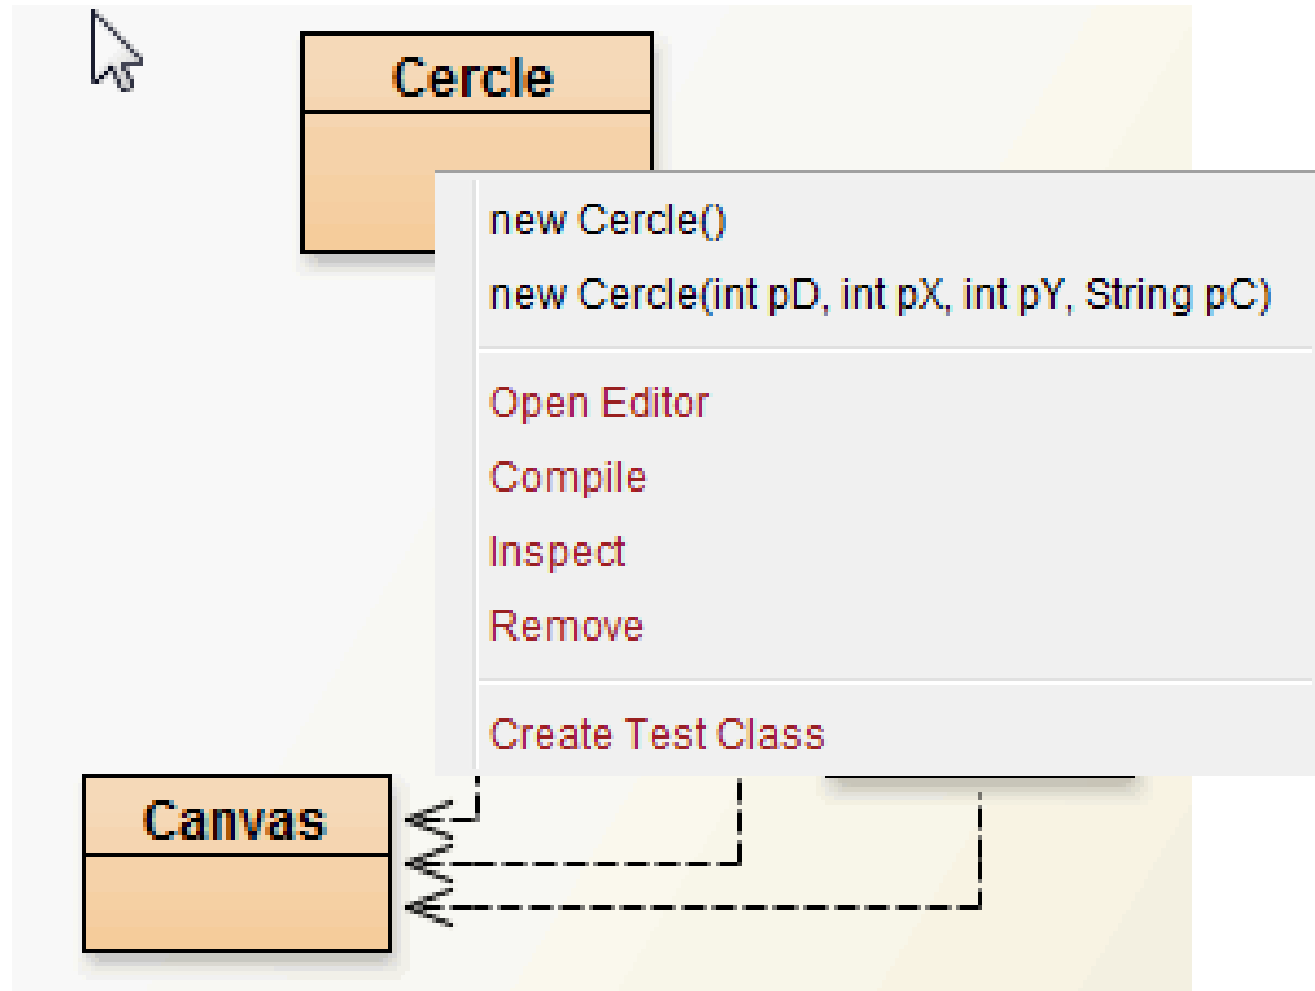 Cercle
new Cercle()
new Cercle(int pD, int pX, int pY, String pC)
Open Editor
Compile
Inspect
Remove
Create Test Class
Canvas